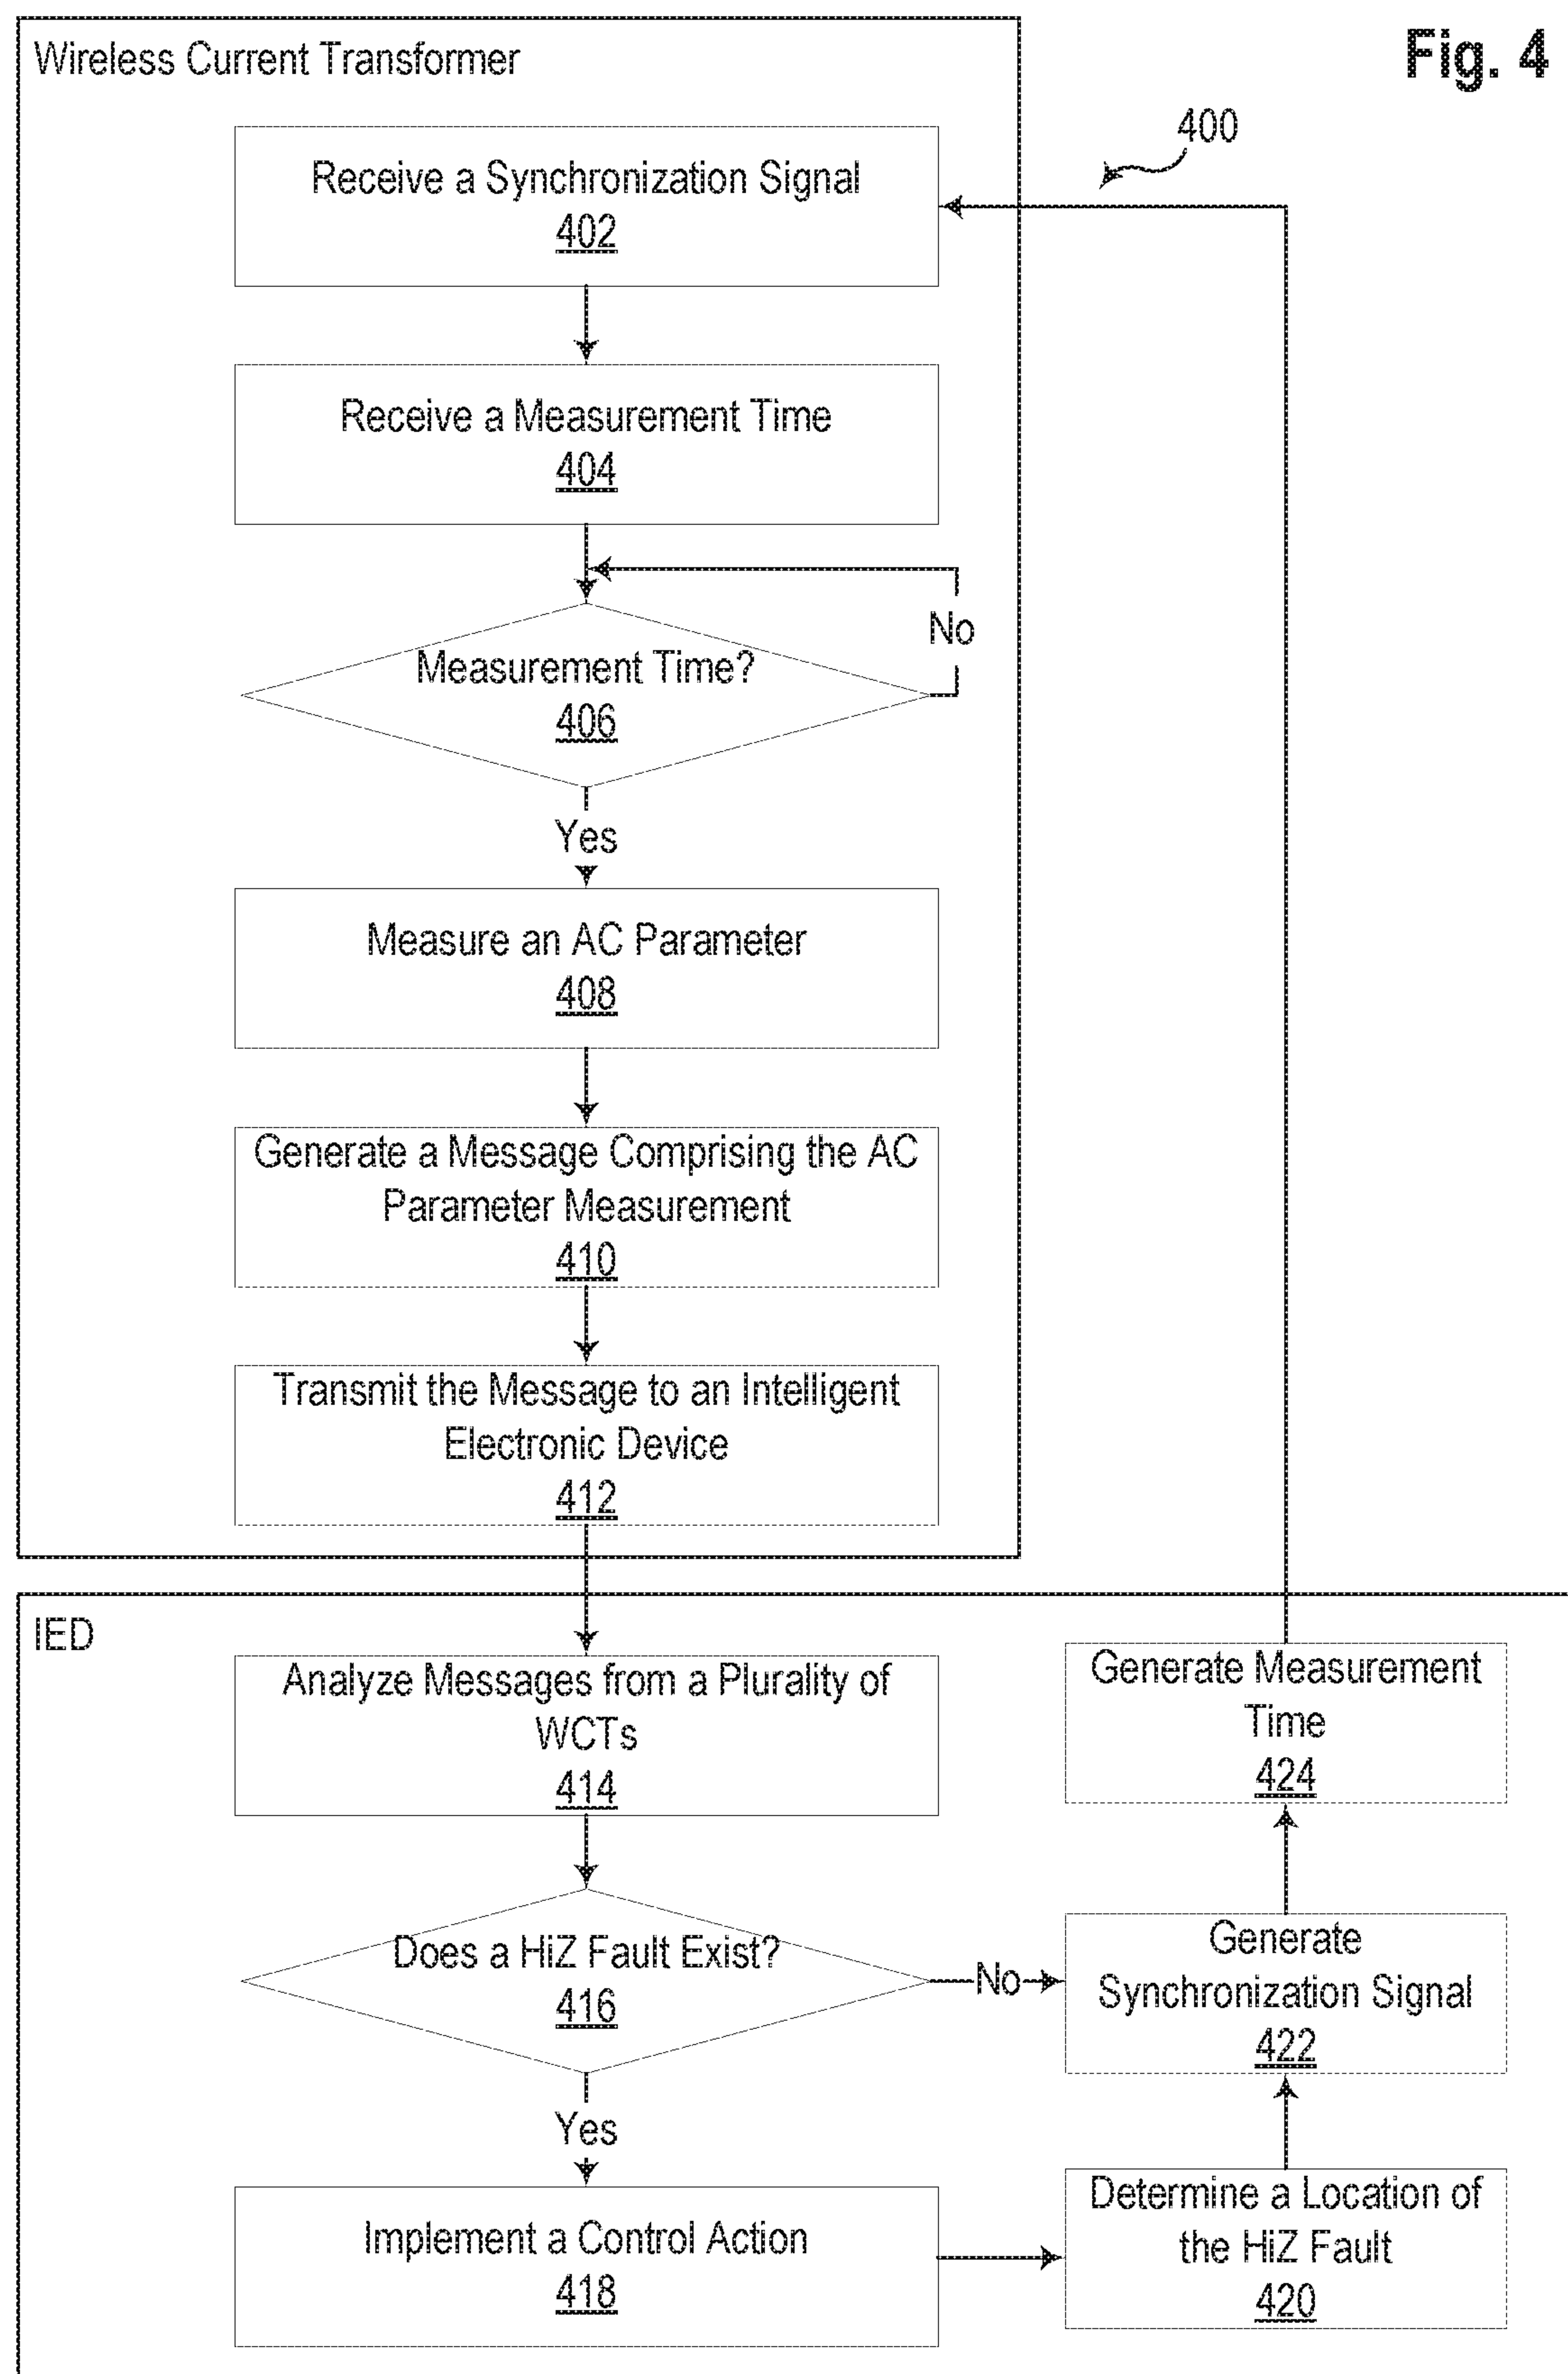 Fig. 4
400
Wireless Current Transformer
Receive a Synchronization Signal
402
Receive a Measurement Time
404
Measurement Time?
406
No
Yes
Measure an AC Parameter
408
Generate a Message Comprising the AC
Parameter Measurement
410
Transmit the Message to an Intelligent
Electronic Device
412
IED
Analyze Messages from a Plurality of
WCTs
414
Does a HiZ Fault Exist?
416
No
Yes
Implement a Control Action
418
Determine a Location of
the HiZ Fault
420
Generate
Synchronization Signal
422
Generate Measurement
Time
424